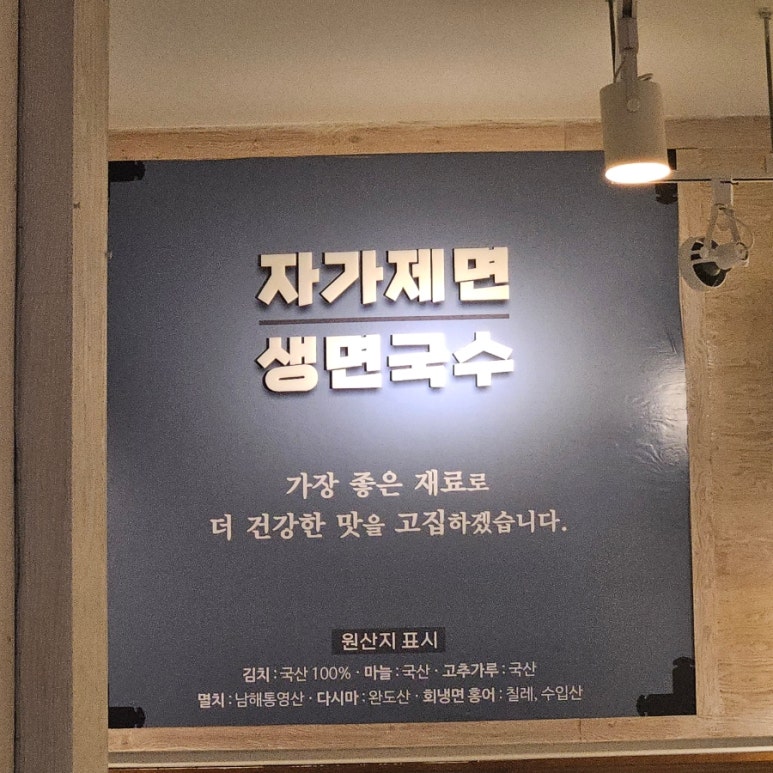 자가제면
생면국수
가장 좋은 재료로
더 건강한 맛을 고집하겠습니다.
원산지 표시
김치 : 국산 100% · 마늘 : 국산 · 고추가루 : 국산
멸치 : 남해통영산 · 다시마 : 완도산 · 회냉면 홍어 : 칠레, 수입산